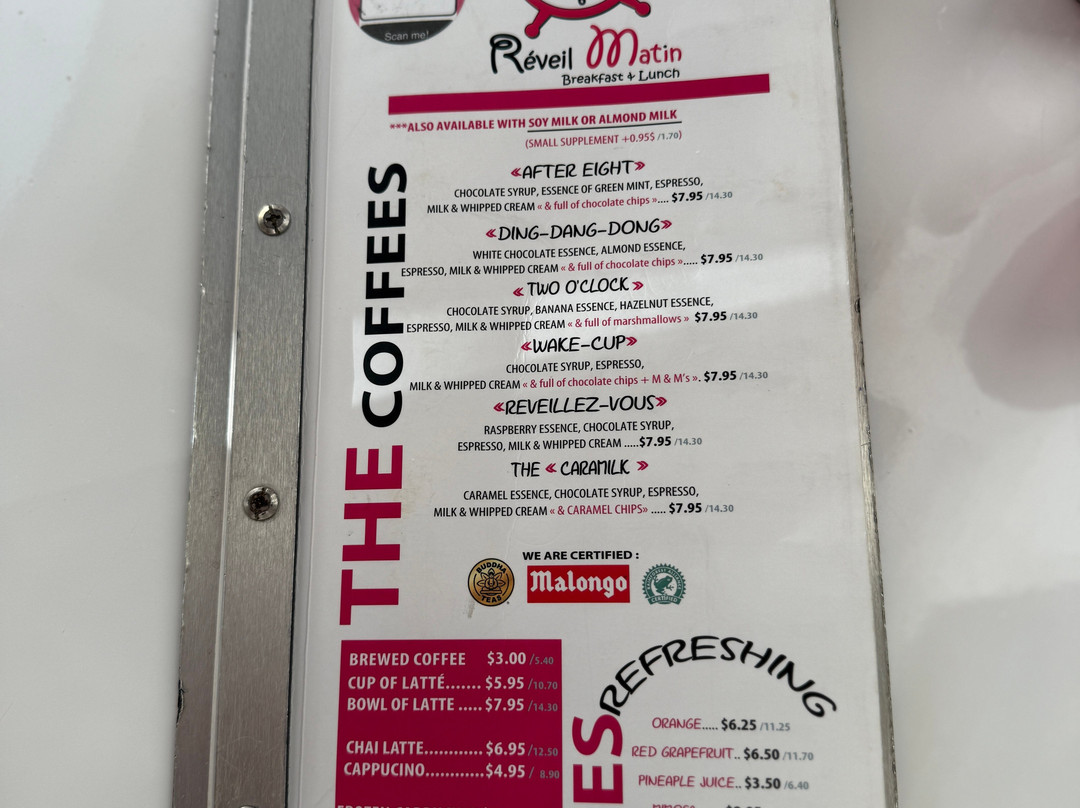 Scan me!
Réveil Matin
Breakfast & Lunch
***ALSO AVAILABLE WITH SOY MILK OR ALMOND MILK
(SMALL SUPPLEMENT +0.95$ /1.70)
THE COFFEES
«AFTER EIGHT»
CHOCOLATE SYRUP, ESSENCE OF GREEN MINT, ESPRESSO,
MILK & WHIPPED CREAM « & full of chocolate chips ».... $7.95 /14.30
«DING-DANG-DONG»
WHITE CHOCOLATE ESSENCE, ALMOND ESSENCE,
ESPRESSO, MILK & WHIPPED CREAM « & full of chocolate chips »..... $7.95 /14.30
« TWO O'CLOCK »
CHOCOLATE SYRUP, BANANA ESSENCE, HAZELNUT ESSENCE,
ESPRESSO, MILK & WHIPPED CREAM « & full of marshmallows » $7.95 /14.30
«WAKE-CUP»
CHOCOLATE SYRUP, ESPRESSO,
MILK & WHIPPED CREAM « & full of chocolate chips + M & M's ». $7.95 /14.30
«REVEILLEZ-VOUS»
RASPBERRY ESSENCE, CHOCOLATE SYRUP,
ESPRESSO, MILK & WHIPPED CREAM .....$7.95 /14.30
THE « CARAMILK »
CARAMEL ESSENCE, CHOCOLATE SYRUP, ESPRESSO,
MILK & WHIPPED CREAM « & CARAMEL CHIPS» ..... $7.95 /14.30
WE ARE CERTIFIED :
BUDDHA TEAS
Malongo
CERTIFIED
BREWED COFFEE $3.00 /5.40
CUP OF LATTÉ....... $5.95 /10.70
BOWL OF LATTE ..... $7.95 /14.30
CHAI LATTE............ $6.95 /12.50
CAPPUCINO............$4.95 / 8.90
REFRESHING
ES
ORANGE..... $6.25 /11.25
RED GRAPEFRUIT.. $6.50 /11.70
PINEAPLE JUICE.. $3.50 /6.40